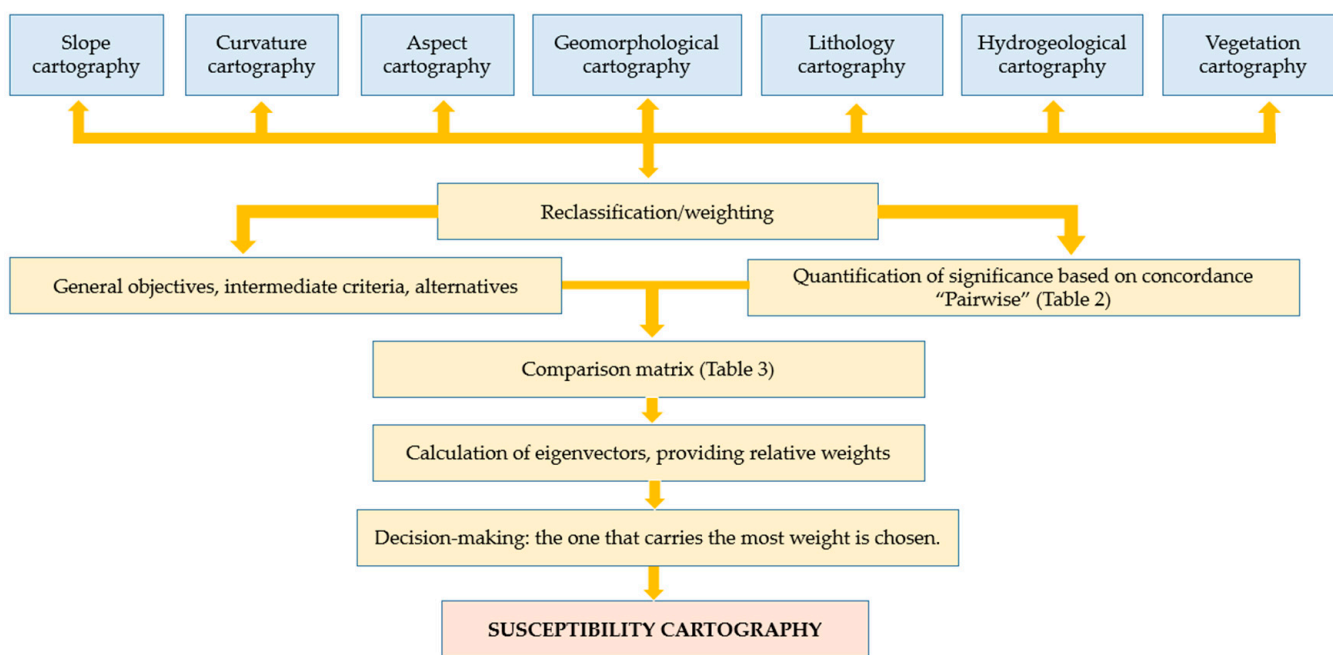 Slope
cartography
Curvature
cartography
Aspect
cartography
Geomorphological
cartography
Lithology
cartography
Hydrogeological
cartography
Vegetation
cartography
Reclassification/weighting
General objectives, intermediate criteria, alternatives
Quantification of significance based on concordance
“Pairwise” (Table 2)
Comparison matrix (Table 3)
Calculation of eigenvectors, providing relative weights
Decision-making: the one that carries the most weight is chosen.
SUSCEPTIBILITY CARTOGRAPHY